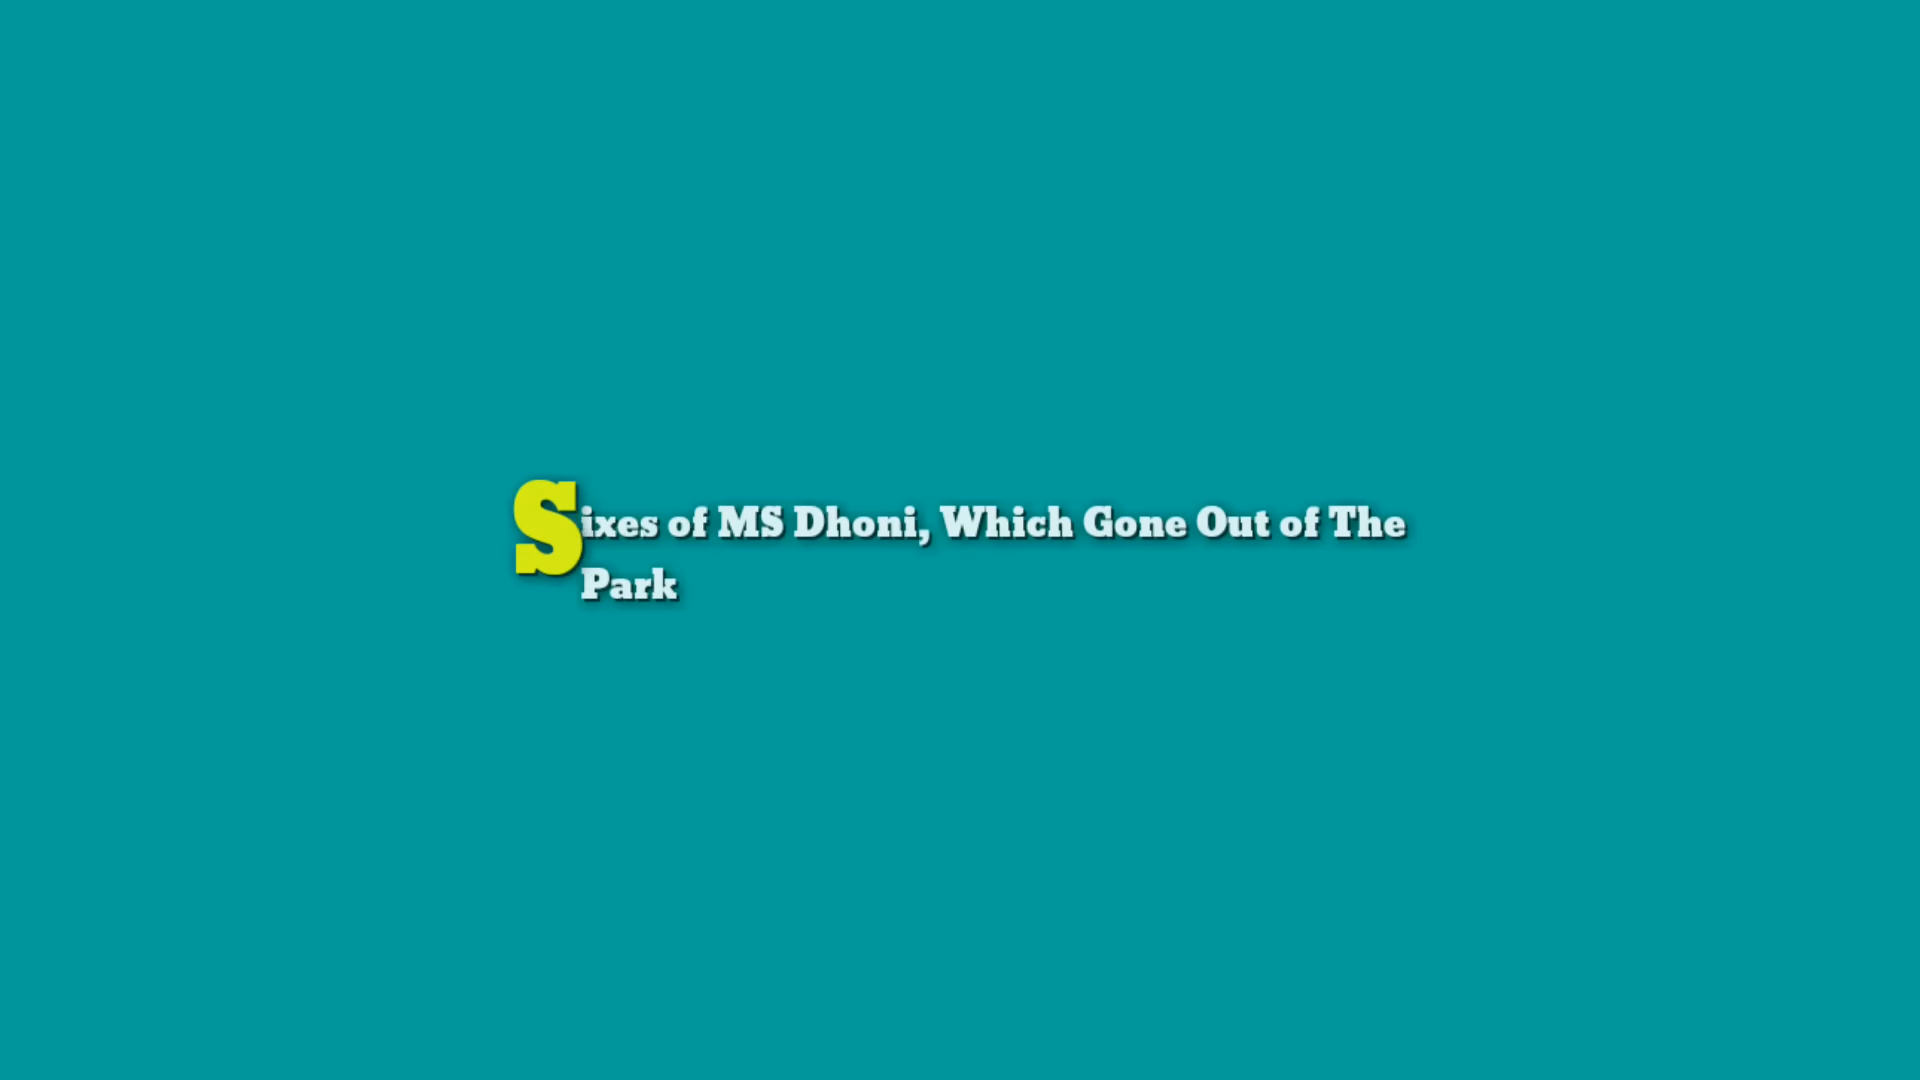 Sixes of MS Dhoni, Which Gone Out of The
Park